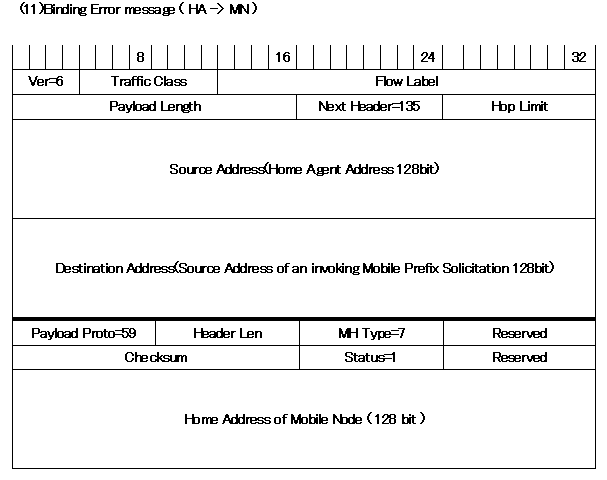 (11)Binding Error message ( HA -> MN )
8 16 24 32
Ver=6 Traffic Class Flow Label
Payload Length Next Header=135 Hop Limit
Source Address(Home Agent Address 128bit)
Destination Address(Source Address of an invoking Mobile Prefix Solicitation 128bit)
Payload Proto=59 Header Len MH Type=7 Reserved
Checksum Status=1 Reserved
Home Address of Mobile Node ( 128 bit )